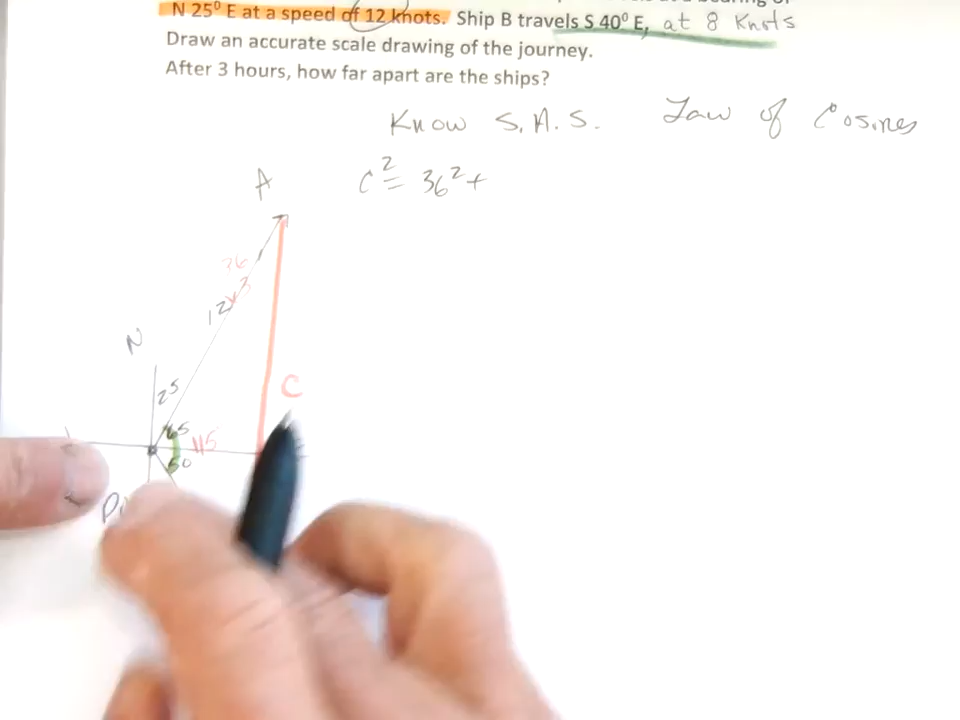 N 25⁰ E at a speed of 12 knots. Ship B travels S 40⁰ E, at 8 Knots
Draw an accurate scale drawing of the journey.
After 3 hours, how far apart are the ships?
Know S.A.S. Law of Cosines
A
c² = 36² +
36
12×3
N
25
C
65
115
50